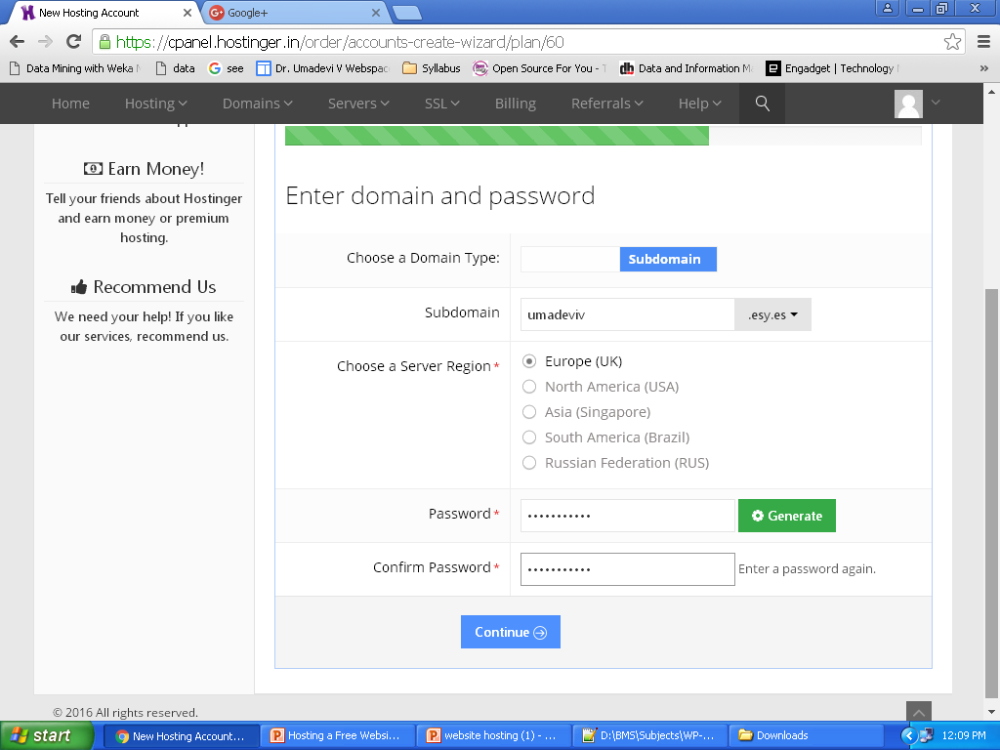 New Hosting Account
Google+
https://cpanel.hostinger.in/order/accounts-create-wizard/plan/60
Data Mining with Weka
data
see
Dr. Umadevi V Webspac
Syllabus
Open Source For You -
Data and Information M
Engadget | Technology
Home
Hosting
Domains
Servers
SSL
Billing
Referrals
Help
Earn Money!
Tell your friends about Hostinger
and earn money or premium
hosting.
Recommend Us
We need your help! If you like
our services, recommend us.
Enter domain and password
Choose a Domain Type:
Subdomain
Subdomain
umadeviv
.esy.es
Choose a Server Region*
Europe (UK)
North America (USA)
Asia (Singapore)
South America (Brazil)
Russian Federation (RUS)
Password*
Generate
Confirm Password*
Enter a password again.
Continue
© 2016 All rights reserved.
start
New Hosting Account...
Hosting a Free Websi...
website hosting (1) - ...
D:\BMS\Subjects\WP-...
Downloads
12:09 PM